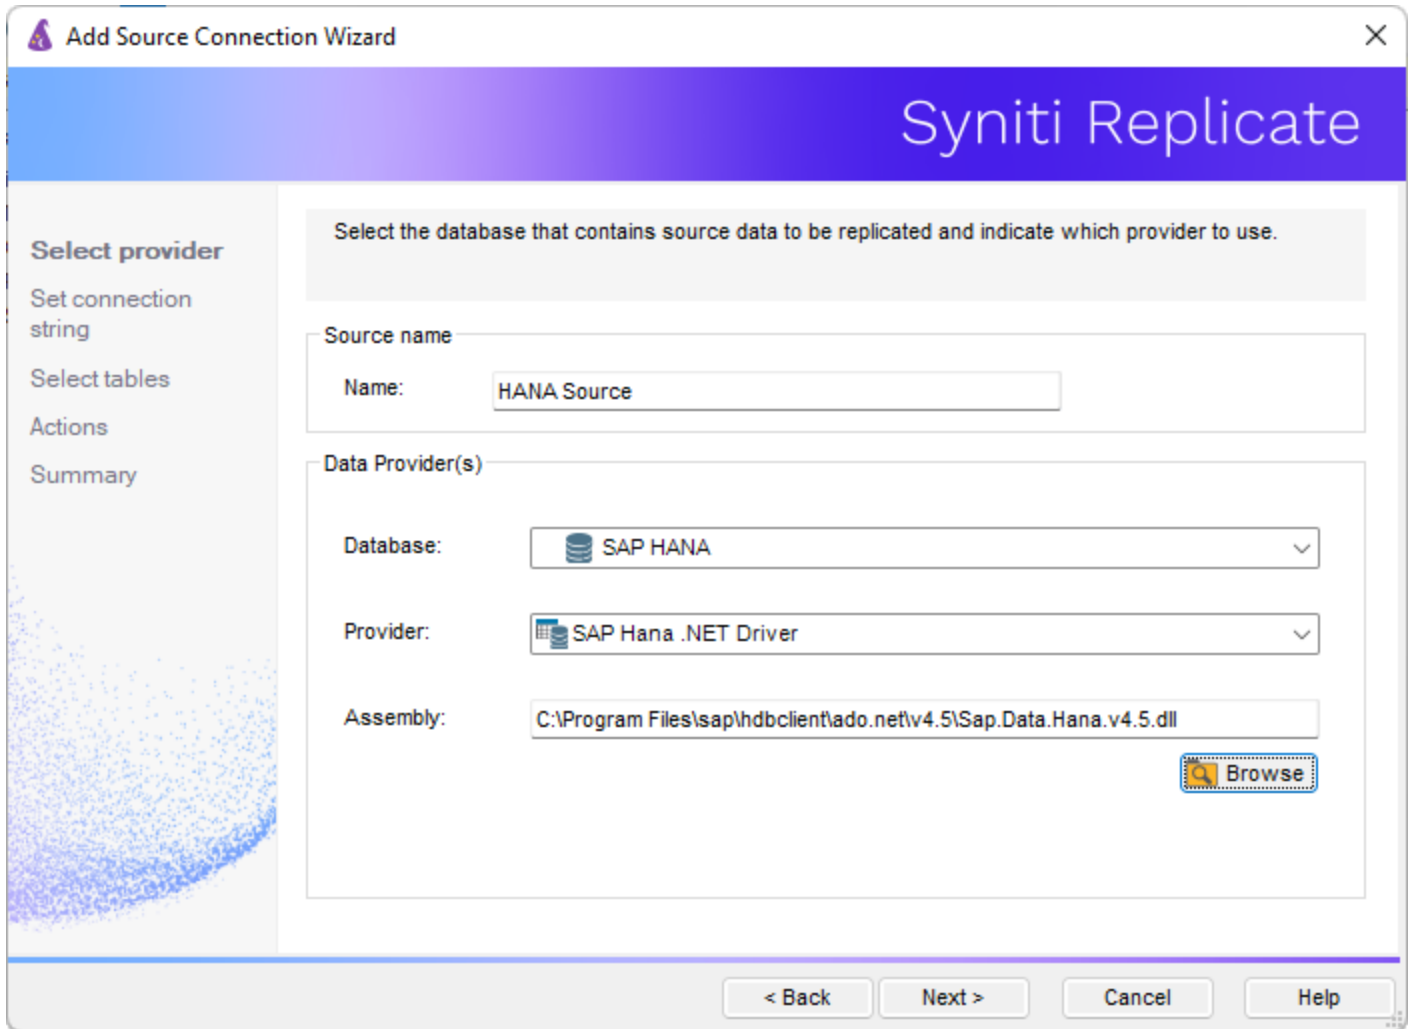 Add Source Connection Wizard
Syniti Replicate
Select provider
Set connection
string
Select tables
Actions
Summary
Select the database that contains source data to be replicated and indicate which provider to use.
Source name
Name: HANA Source
Data Provider(s)
Database: SAP HANA
Provider: SAP Hana .NET Driver
Assembly: C:\Program Files\sap\hdbclient\ado.net\v4.5\Sap.Data.Hana.v4.5.dll
Browse
< Back Next > Cancel Help